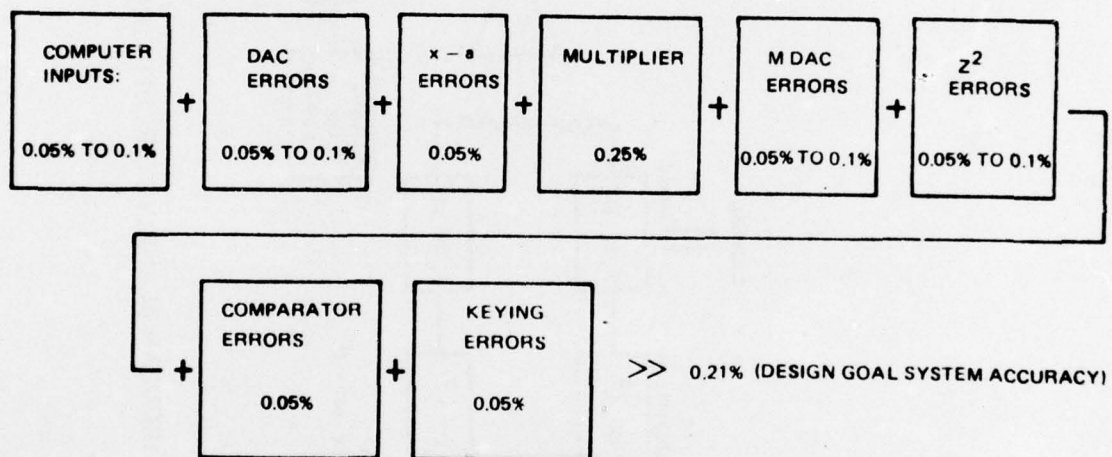 COMPUTER
INPUTS:
0.05% TO 0.1%
+
DAC
ERRORS
0.05% TO 0.1%
+
x – a
ERRORS
0.05%
+
MULTIPLIER
0.25%
+
M DAC
ERRORS
0.05% TO 0.1%
+
Z²
ERRORS
0.05% TO 0.1%
+
COMPARATOR
ERRORS
0.05%
+
KEYING
ERRORS
0.05%
>> 0.21% (DESIGN GOAL SYSTEM ACCURACY)